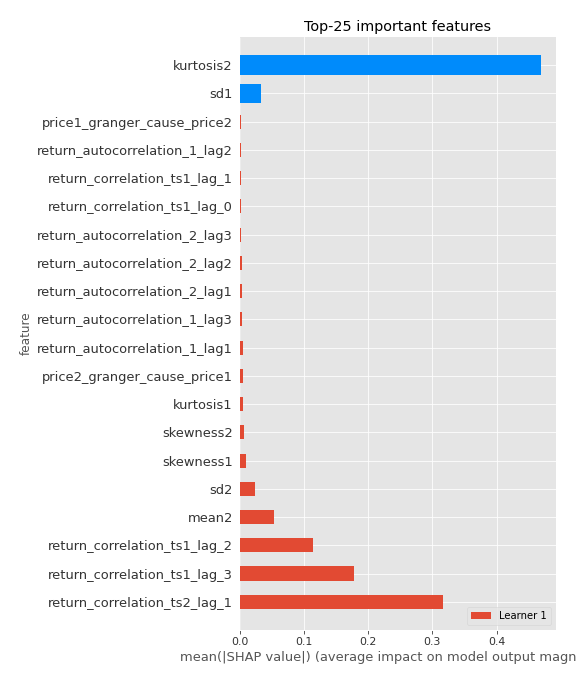 Top-25 important features
kurtosis2
sd1
price1_granger_cause_price2
return_autocorrelation_1_lag2
return_correlation_ts1_lag_1
return_correlation_ts1_lag_0
return_autocorrelation_2_lag3
return_autocorrelation_2_lag2
return_autocorrelation_2_lag1
return_autocorrelation_1_lag3
return_autocorrelation_1_lag1
price2_granger_cause_price1
kurtosis1
skewness2
skewness1
sd2
mean2
return_correlation_ts1_lag_2
return_correlation_ts1_lag_3
return_correlation_ts2_lag_1
feature
Learner 1
0.0 0.1 0.2 0.3 0.4
mean(|SHAP value|) (average impact on model output magn